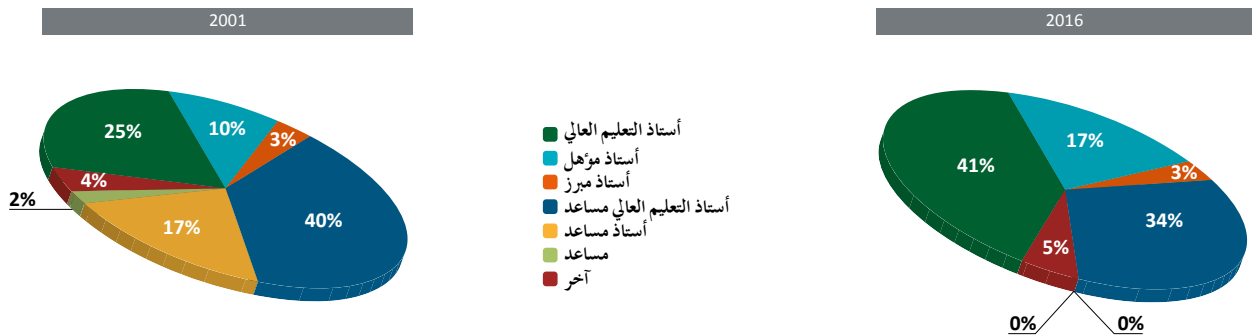 2001
25%
10%
3%
40%
17%
2%
4%
أستاذ التعليم العالي
أستاذ مؤهل
أستاذ مبرز
أستاذ التعليم العالي مساعد
أستاذ مساعد
مساعد
آخر
2016
41%
17%
3%
34%
5%
0%
0%